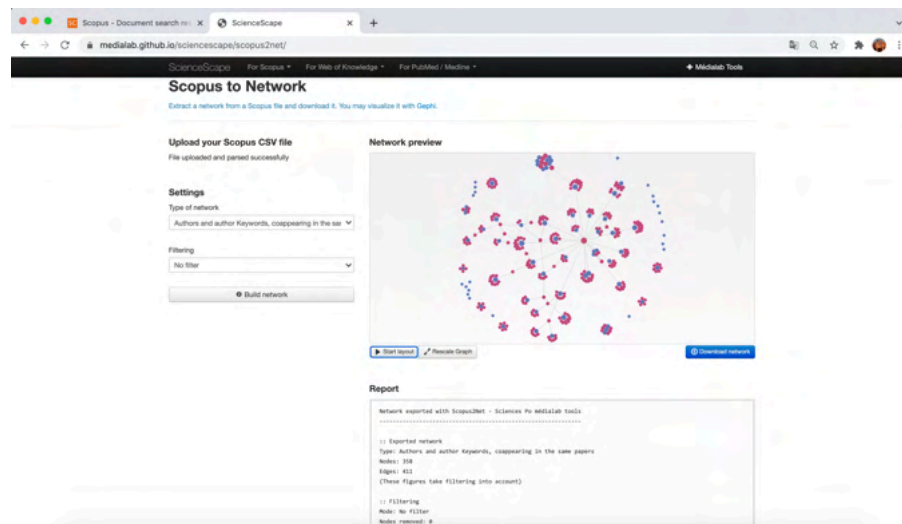 Scopus - Document search re
ScienceScape
medialab.github.io/sciencescape/scopus2net/
ScienceScape For Scopus For Web of Knowledge For PubMed / Medline Médialab Tools
Scopus to Network
Extract a network from a Scopus file and download it. You may visualize it with Gephi.
Upload your Scopus CSV file
File uploaded and parsed successfully
Settings
Type of network
Authors and author Keywords, coappearing in the sar
Filtering
No filter
Build network
Network preview
Start layout
Rescale Graph
Download network
Report
Network exported with Scopus2Net - Sciences Po médialab tools
----------------------------------------------------------------
:: Exported network
Type: Authors and author Keywords, coappearing in the same papers
Nodes: 350
Edges: 411
(These figures take filtering into account)
:: Filtering
Mode: No filter
Nodes removed: 0